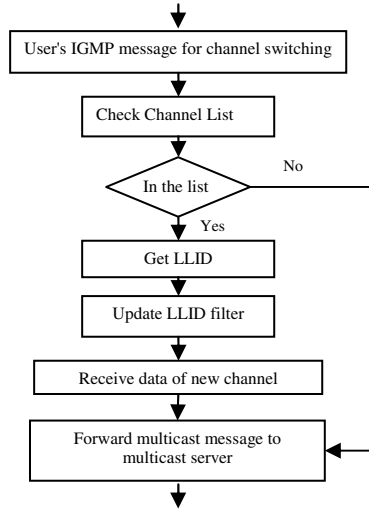 User's IGMP message for channel switching
Check Channel List
In the list
No
Yes
Get LLID
Update LLID filter
Receive data of new channel
Forward multicast message to
multicast server